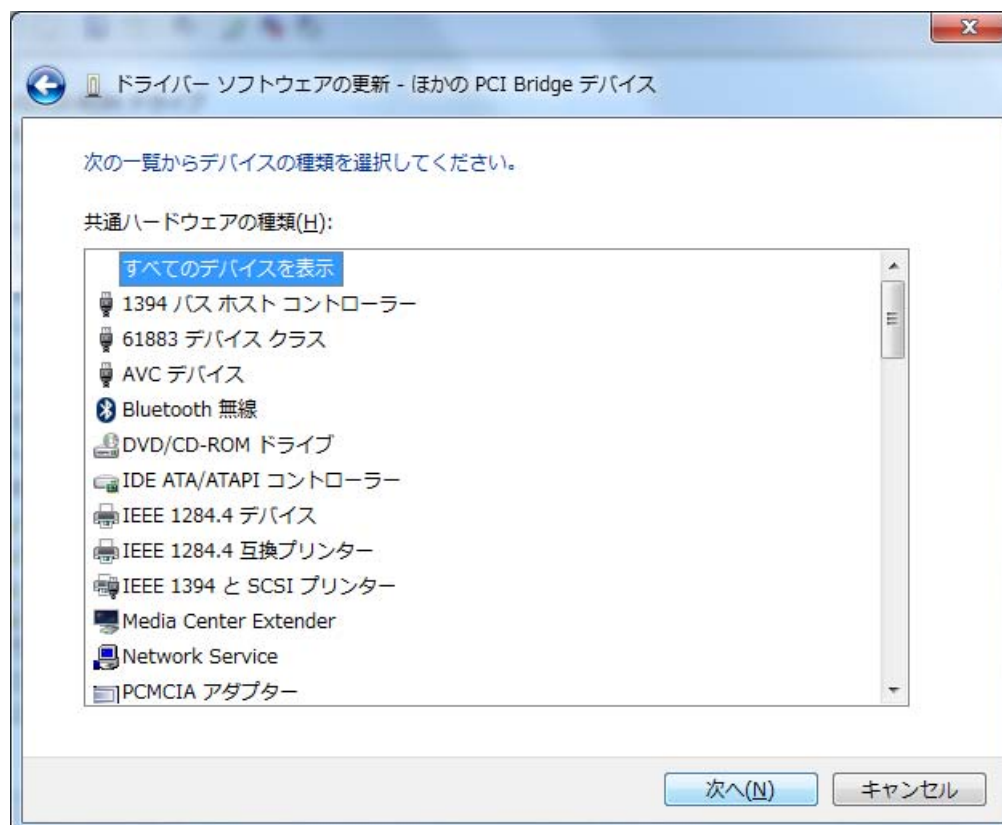 ドライバー ソフトウェアの更新 - ほかの PCI Bridge デバイス
次の一覧からデバイスの種類を選択してください。
共通ハードウェアの種類(H):
すべてのデバイスを表示
1394 バス ホスト コントローラー
61883 デバイス クラス
AVC デバイス
Bluetooth 無線
DVD/CD-ROM ドライブ
IDE ATA/ATAPI コントローラー
IEEE 1284.4 デバイス
IEEE 1284.4 互換プリンター
IEEE 1394 と SCSI プリンター
Media Center Extender
Network Service
PCMCIA アダプター
次へ(N)
キャンセル